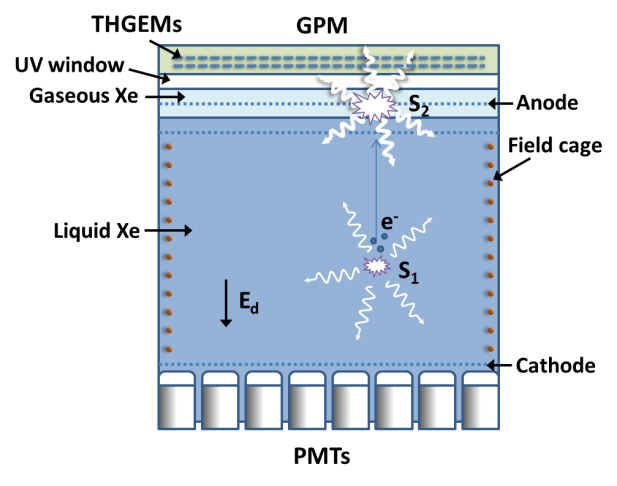 THGEMs
GPM
UV window
Gaseous Xe
S2
Anode
Field cage
Liquid Xe
e-
S1
Ed
Cathode
PMTs